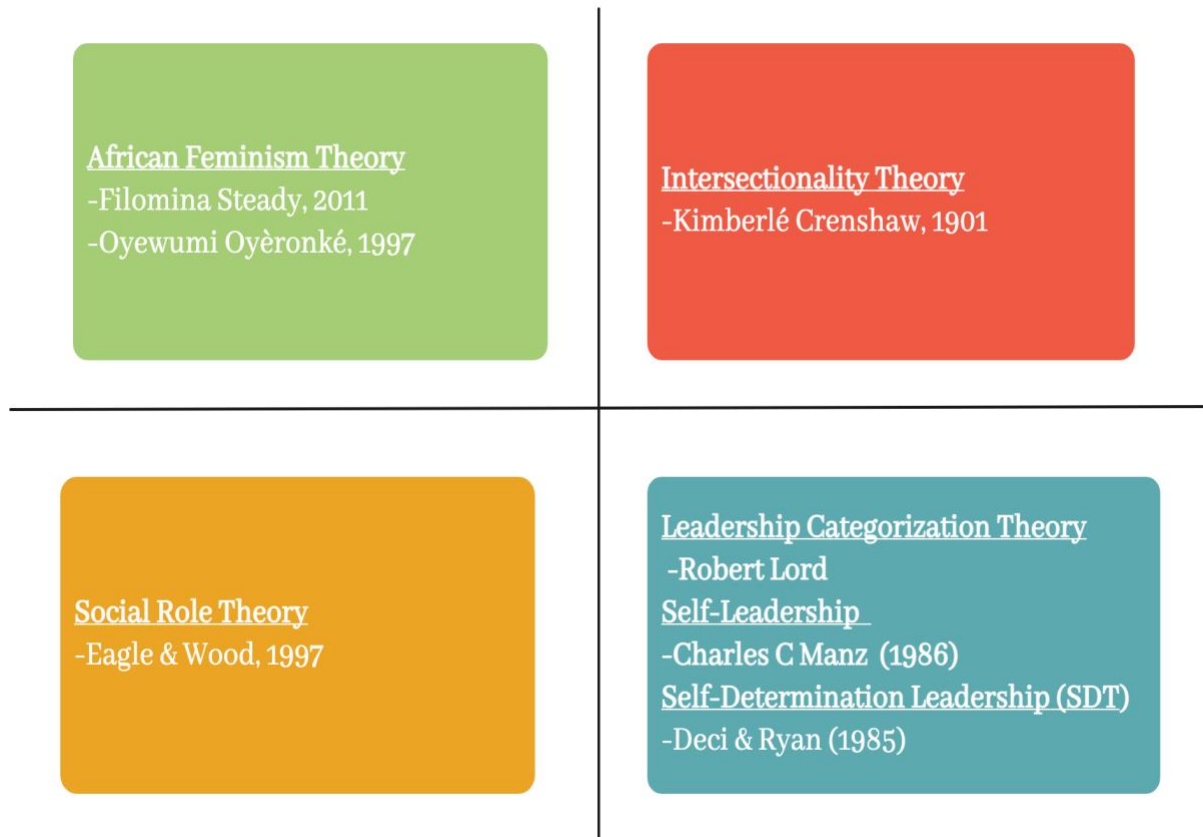 African Feminism Theory
-Filomina Steady, 2011
-Oyewumi Oyèronké, 1997
Intersectionality Theory
-Kimberlé Crenshaw, 1901
Social Role Theory
-Eagle & Wood, 1997
Leadership Categorization Theory
-Robert Lord
Self-Leadership
-Charles C Manz (1986)
Self-Determination Leadership (SDT)
-Deci & Ryan (1985)